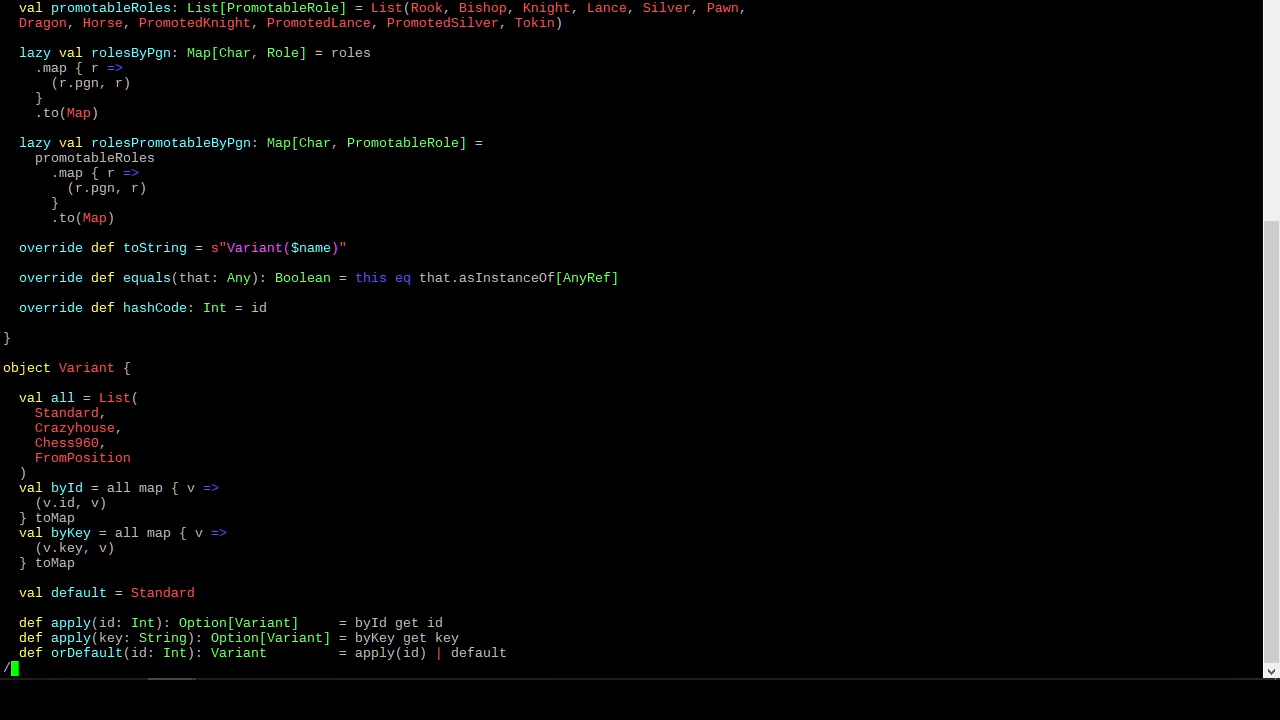 val promotableRoles: List[PromotableRole] = List(Rook, Bishop, Knight, Lance, Silver, Pawn,
  Dragon, Horse, PromotedKnight, PromotedLance, PromotedSilver, Tokin)

  lazy val rolesByPgn: Map[Char, Role] = roles
    .map { r =>
      (r.pgn, r)
    }
    .to(Map)

  lazy val rolesPromotableByPgn: Map[Char, PromotableRole] =
    promotableRoles
      .map { r =>
        (r.pgn, r)
      }
      .to(Map)

  override def toString = s"Variant($name)"

  override def equals(that: Any): Boolean = this eq that.asInstanceOf[AnyRef]

  override def hashCode: Int = id

}

object Variant {

  val all = List(
    Standard,
    Crazyhouse,
    Chess960,
    FromPosition
  )
  val byId = all map { v =>
    (v.id, v)
  } toMap
  val byKey = all map { v =>
    (v.key, v)
  } toMap

  val default = Standard

  def apply(id: Int): Option[Variant]     = byId get id
  def apply(key: String): Option[Variant] = byKey get key
  def orDefault(id: Int): Variant         = apply(id) | default
/